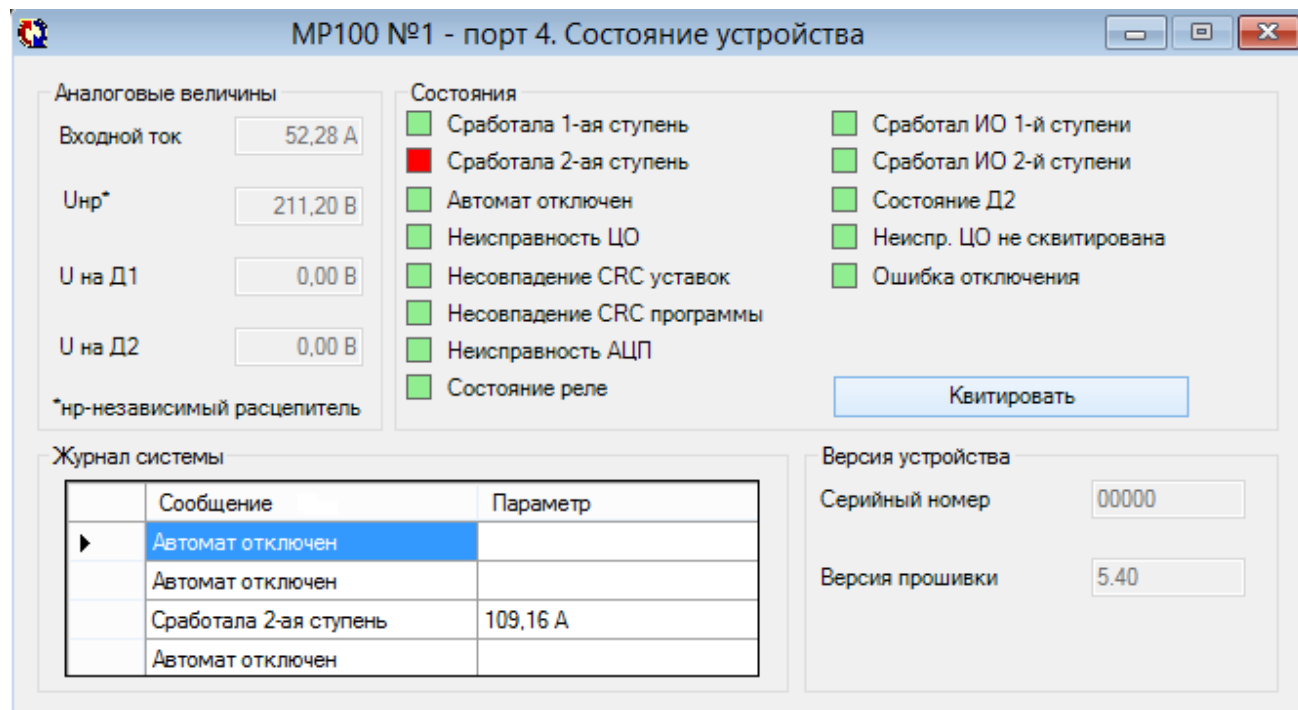 МР100 №1 - порт 4. Состояние устройства
Аналоговые величины
Входной ток 52,28 А
Uнр* 211,20 В
U на Д1 0,00 В
U на Д2 0,00 В
*нр-независимый расцепитель
Состояния
Сработала 1-ая ступень
Сработала 2-ая ступень
Автомат отключен
Неисправность ЦО
Несовпадение CRC уставок
Несовпадение CRC программы
Неисправность АЦП
Состояние реле
Сработал ИО 1-й ступени
Сработал ИО 2-й ступени
Состояние Д2
Неиспр. ЦО не сквитирована
Ошибка отключения
Квитировать
Журнал системы
Сообщение Параметр
Автомат отключен
Автомат отключен
Сработала 2-ая ступень 109,16 А
Автомат отключен
Версия устройства
Серийный номер 00000
Версия прошивки 5.40